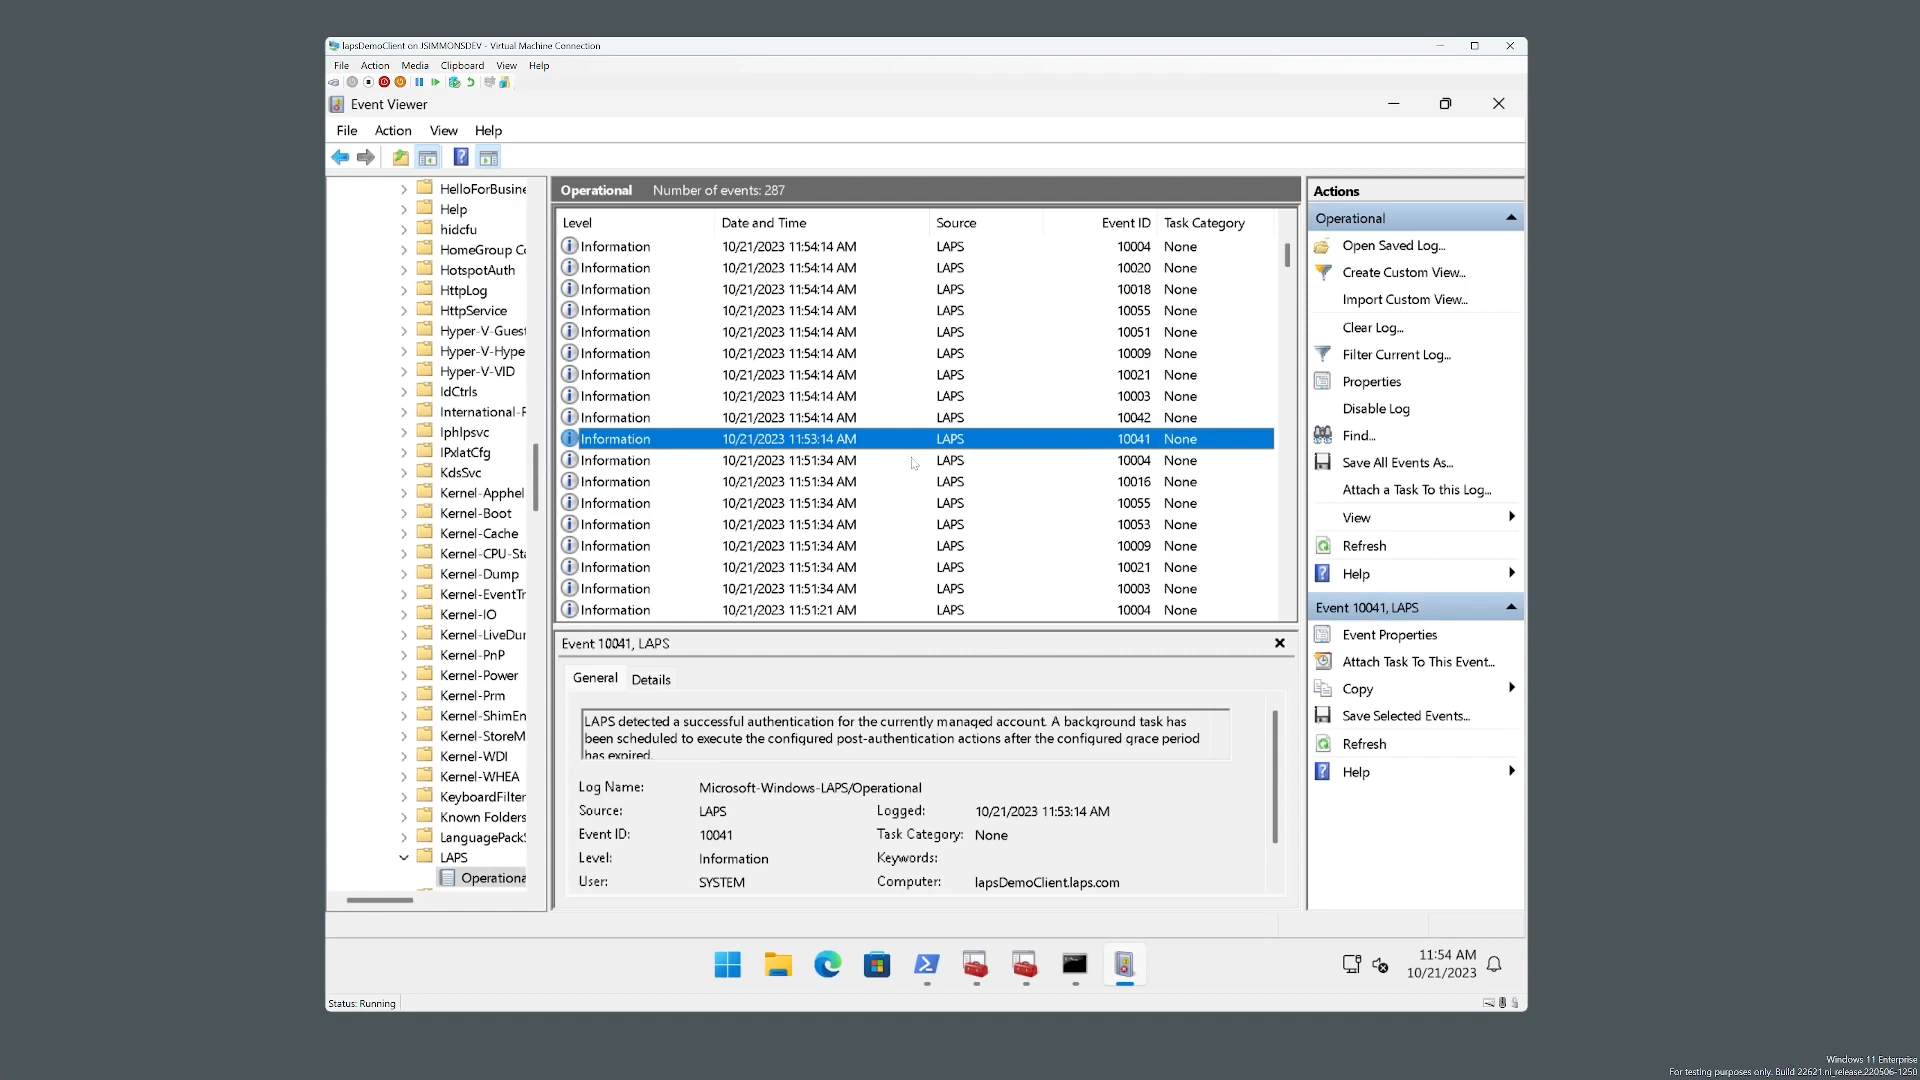 lapsDemoClient on JSIMMONSDEV - Virtual Machine Connection
File Action Media Clipboard View Help
Event Viewer
File Action View Help
HelloForBusine
Help
hidcfu
HomeGroup Co
HotspotAuth
HttpLog
HttpService
Hyper-V-Guest
Hyper-V-Hype
Hyper-V-VID
IdCtrls
International-R
Iphlpsvc
IPxlatCfg
KdsSvc
Kernel-Apphel
Kernel-Boot
Kernel-Cache
Kernel-CPU-Sta
Kernel-Dump
Kernel-EventTr
Kernel-IO
Kernel-LiveDur
Kernel-PnP
Kernel-Power
Kernel-Prm
Kernel-ShimEn
Kernel-StoreM
Kernel-WDI
Kernel-WHEA
KeyboardFilter
Known Folders
LanguagePackS
LAPS
Operationa
Operational Number of events: 287
Level Date and Time Source Event ID Task Category
Information 10/21/2023 11:54:14 AM LAPS 10004 None
Information 10/21/2023 11:54:14 AM LAPS 10020 None
Information 10/21/2023 11:54:14 AM LAPS 10018 None
Information 10/21/2023 11:54:14 AM LAPS 10055 None
Information 10/21/2023 11:54:14 AM LAPS 10051 None
Information 10/21/2023 11:54:14 AM LAPS 10009 None
Information 10/21/2023 11:54:14 AM LAPS 10021 None
Information 10/21/2023 11:54:14 AM LAPS 10003 None
Information 10/21/2023 11:54:14 AM LAPS 10042 None
Information 10/21/2023 11:53:14 AM LAPS 10041 None
Information 10/21/2023 11:51:34 AM LAPS 10004 None
Information 10/21/2023 11:51:34 AM LAPS 10016 None
Information 10/21/2023 11:51:34 AM LAPS 10055 None
Information 10/21/2023 11:51:34 AM LAPS 10053 None
Information 10/21/2023 11:51:34 AM LAPS 10009 None
Information 10/21/2023 11:51:34 AM LAPS 10021 None
Information 10/21/2023 11:51:34 AM LAPS 10003 None
Information 10/21/2023 11:51:21 AM LAPS 10004 None
Event 10041, LAPS
General Details
LAPS detected a successful authentication for the currently managed account. A background task has
been scheduled to execute the configured post-authentication actions after the configured grace period
has expired.
Log Name: Microsoft-Windows-LAPS/Operational
Source: LAPS Logged: 10/21/2023 11:53:14 AM
Event ID: 10041 Task Category: None
Level: Information Keywords:
User: SYSTEM Computer: lapsDemoClient.laps.com
Actions
Operational
Open Saved Log...
Create Custom View...
Import Custom View...
Clear Log...
Filter Current Log...
Properties
Disable Log
Find...
Save All Events As...
Attach a Task To this Log...
View
Refresh
Help
Event 10041, LAPS
Event Properties
Attach Task To This Event...
Copy
Save Selected Events...
Refresh
Help
11:54 AM
10/21/2023
Status: Running
Windows 11 Enterprise
For testing purposes only. Build 22621.ni_release.220506-1250